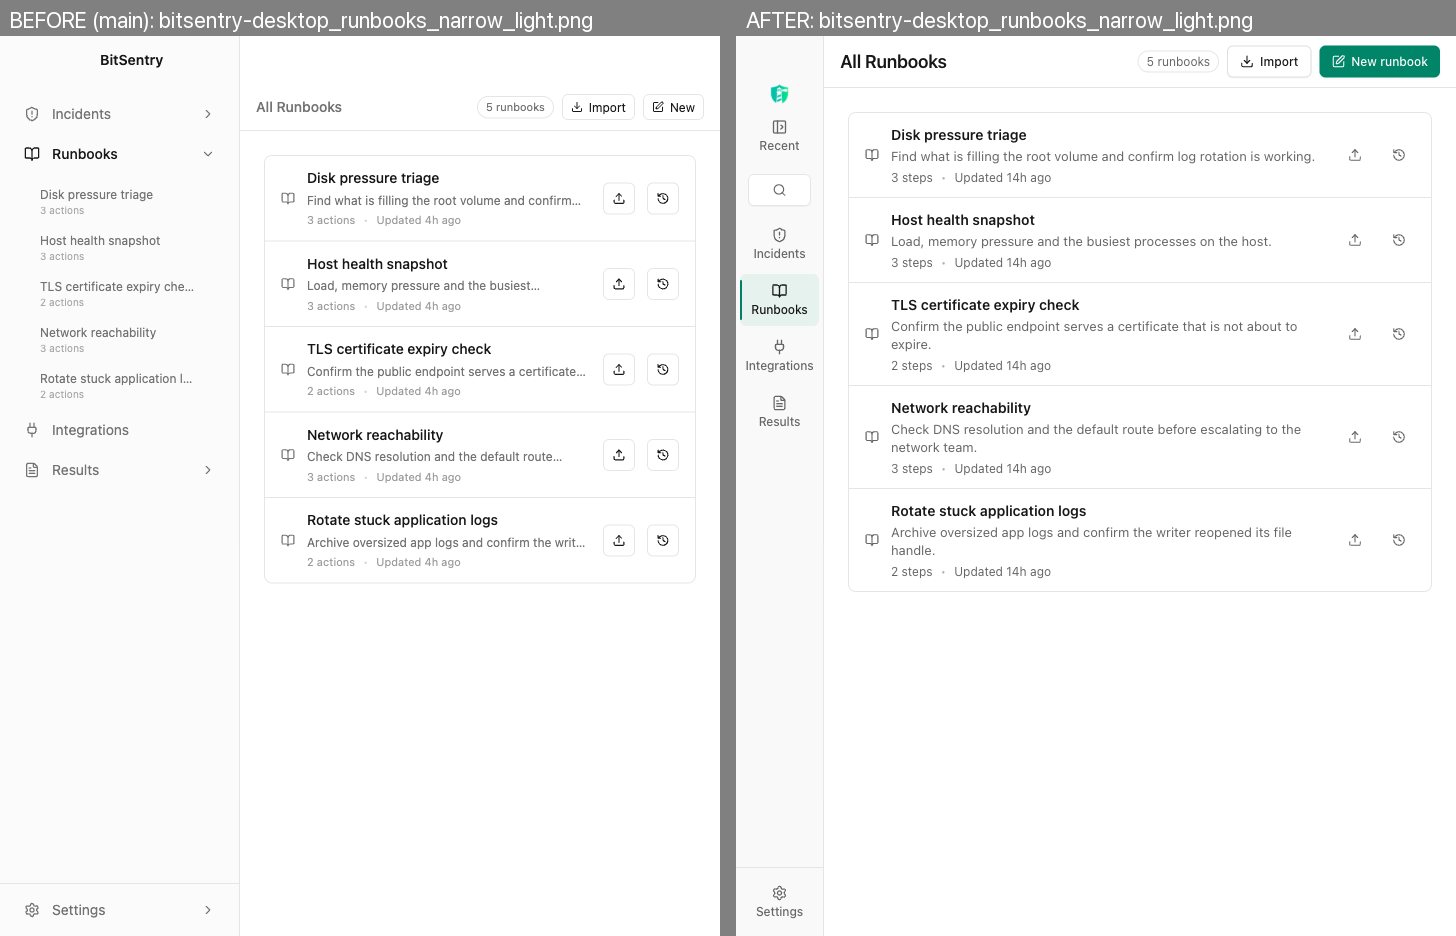 BEFORE (main): bitsentry-desktop_runbooks_narrow_light.png
BitSentry
Incidents
Runbooks
Disk pressure triage
3 actions
Host health snapshot
3 actions
TLS certificate expiry che...
2 actions
Network reachability
3 actions
Rotate stuck application l...
2 actions
Integrations
Results
Settings
All Runbooks
5 runbooks
Import
New
Disk pressure triage
Find what is filling the root volume and confirm...
3 actions • Updated 4h ago
Host health snapshot
Load, memory pressure and the busiest...
3 actions • Updated 4h ago
TLS certificate expiry check
Confirm the public endpoint serves a certificate...
2 actions • Updated 4h ago
Network reachability
Check DNS resolution and the default route...
3 actions • Updated 4h ago
Rotate stuck application logs
Archive oversized app logs and confirm the writ...
2 actions • Updated 4h ago
AFTER: bitsentry-desktop_runbooks_narrow_light.png
Recent
Incidents
Runbooks
Integrations
Results
Settings
All Runbooks
5 runbooks
Import
New runbook
Disk pressure triage
Find what is filling the root volume and confirm log rotation is working.
3 steps • Updated 14h ago
Host health snapshot
Load, memory pressure and the busiest processes on the host.
3 steps • Updated 14h ago
TLS certificate expiry check
Confirm the public endpoint serves a certificate that is not about to
expire.
2 steps • Updated 14h ago
Network reachability
Check DNS resolution and the default route before escalating to the
network team.
3 steps • Updated 14h ago
Rotate stuck application logs
Archive oversized app logs and confirm the writer reopened its file
handle.
2 steps • Updated 14h ago